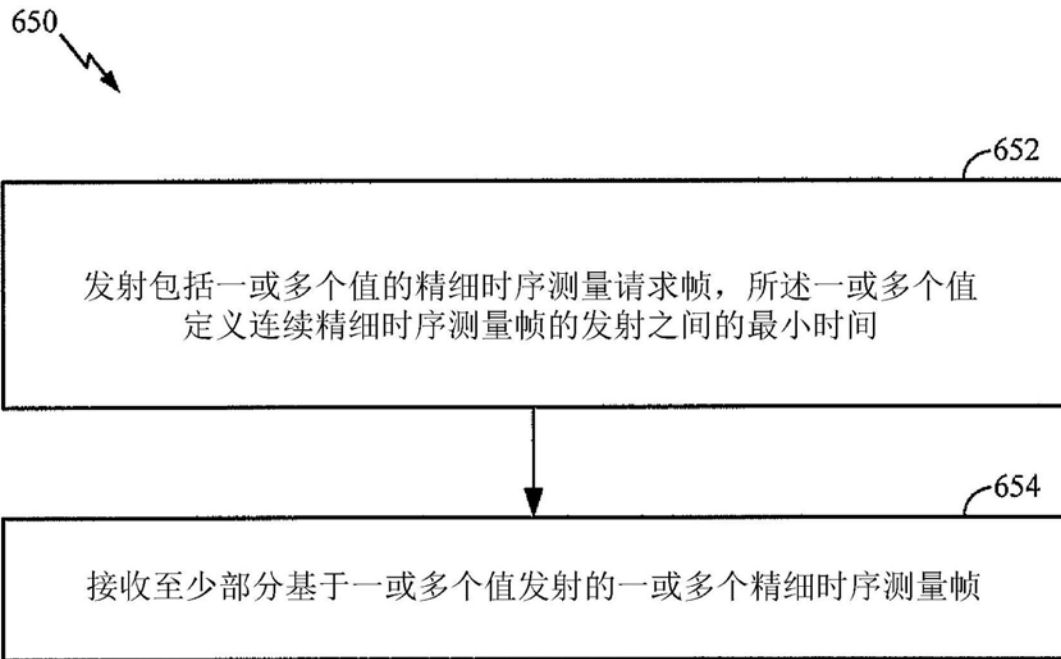 650
652
发射包括一或多个值的精细时序测量请求帧，所述一或多个值
定义连续精细时序测量帧的发射之间的最小时间
654
接收至少部分基于一或多个值发射的一或多个精细时序测量帧